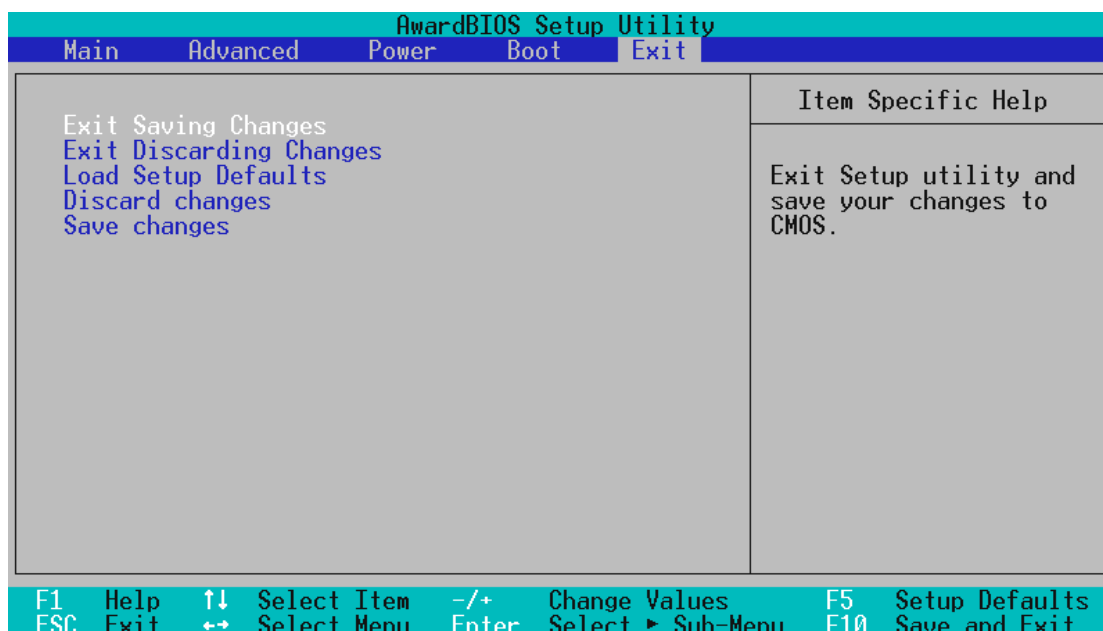 AwardBIOS Setup Utility
Main Advanced Power Boot Exit
Exit Saving Changes
Exit Discarding Changes
Load Setup Defaults
Discard changes
Save changes
Item Specific Help
Exit Setup utility and
save your changes to
CMOS.
F1 Help ↑↓ Select Item -/+ Change Values F5 Setup Defaults
ESC Exit ←→ Select Menu Enter Select ► Sub-Menu F10 Save and Exit